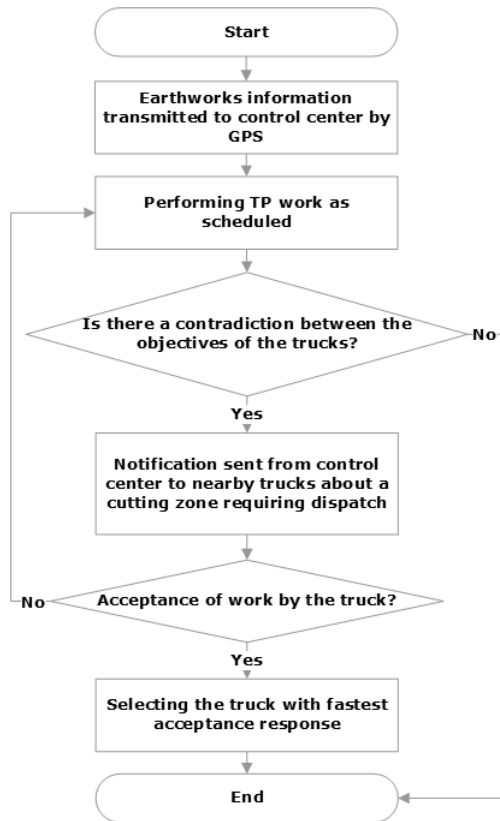 Start
Earthworks information
transmitted to control center by
GPS
Performing TP work as
scheduled
Is there a contradiction between the
objectives of the trucks?
No
Yes
Notification sent from control
center to nearby trucks about a
cutting zone requiring dispatch
Acceptance of work by the truck?
No
Yes
Selecting the truck with fastest
acceptance response
End